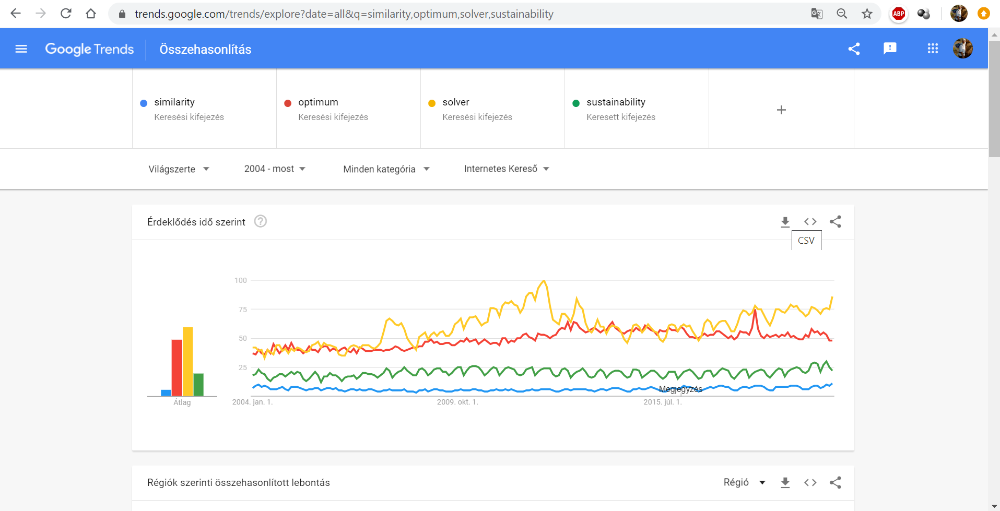 trends.google.com/trends/explore?date=all&q=similarity,optimum,solver,sustainability
ABP
Google Trends
Összehasonlítás
similarity
Keresési kifejezés
optimum
Keresési kifejezés
solver
Keresési kifejezés
sustainability
Keresett kifejezés
+
Világszerte
2004 - most
Minden kategória
Internetes Kereső
Érdeklődés idő szerint
?
CSV
100
75
50
25
Átlag
Megjegyzés
2004. jan. 1.
2009. okt. 1.
2015. júl. 1.
Régiók szerinti összehasonlított lebontás
Régió